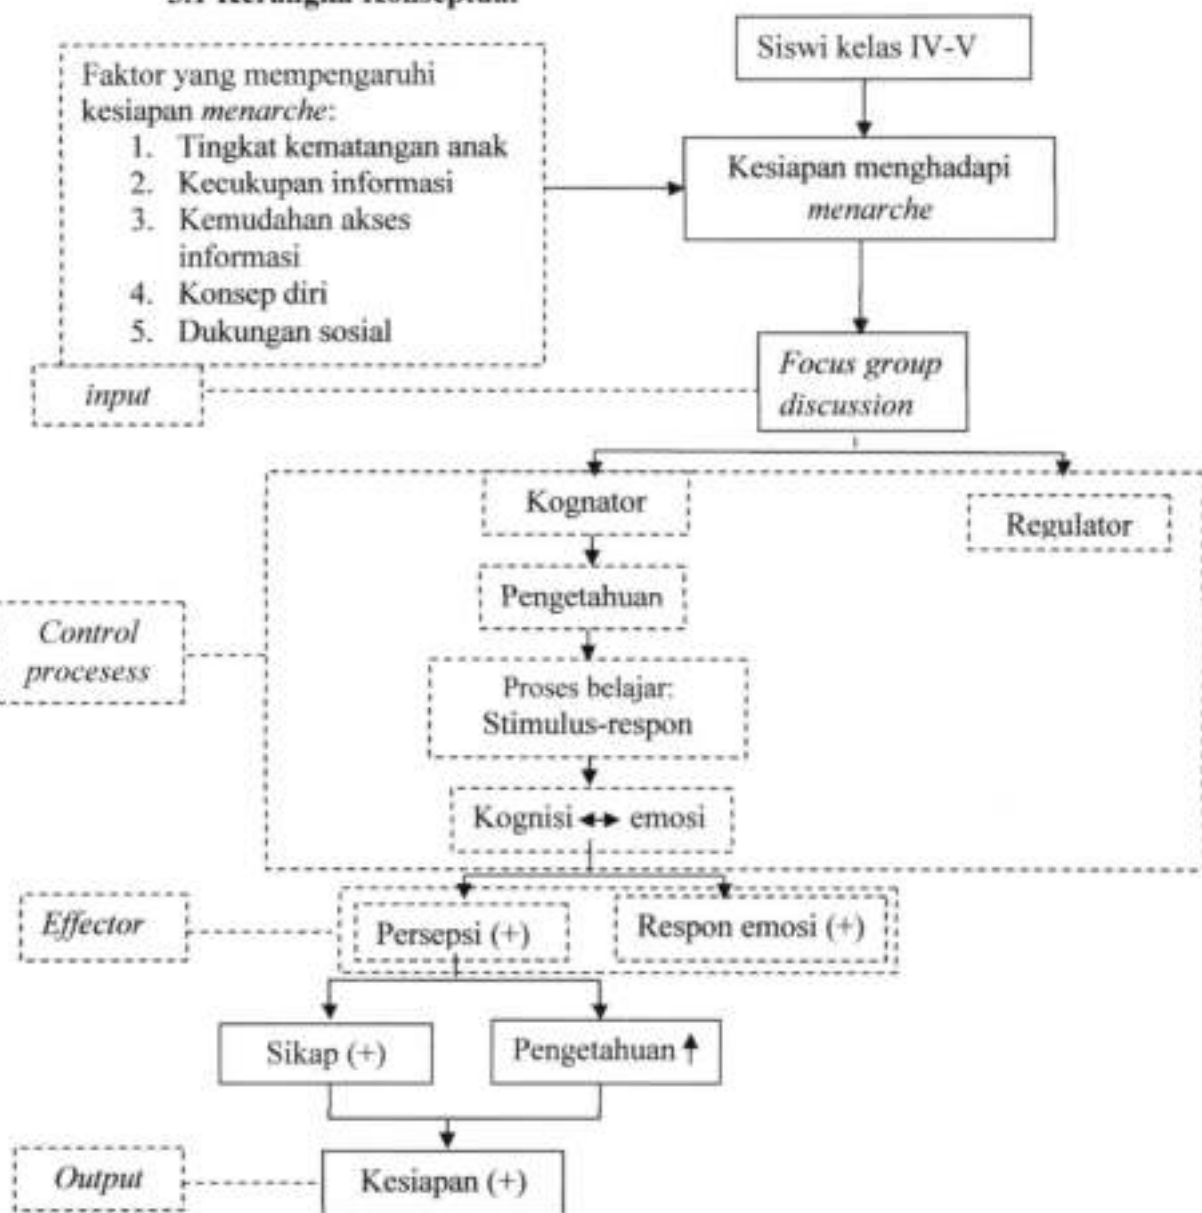 Siswi kelas IV-V
Faktor yang mempengaruhi
kesiapan menarche:
1. Tingkat kematangan anak
2. Kecukupan informasi
3. Kemudahan akses
informasi
4. Konsep diri
5. Dukungan sosial
Kesiapan menghadapi
menarche
input
Focus group
discussion
Kognator
Regulator
Pengetahuan
Control
procesess
Proses belajar:
Stimulus-respon
Kognisi ↔ emosi
Effector
Persepsi (+)
Respon emosi (+)
Sikap (+)
Pengetahuan ↑
Output
Kesiapan (+)